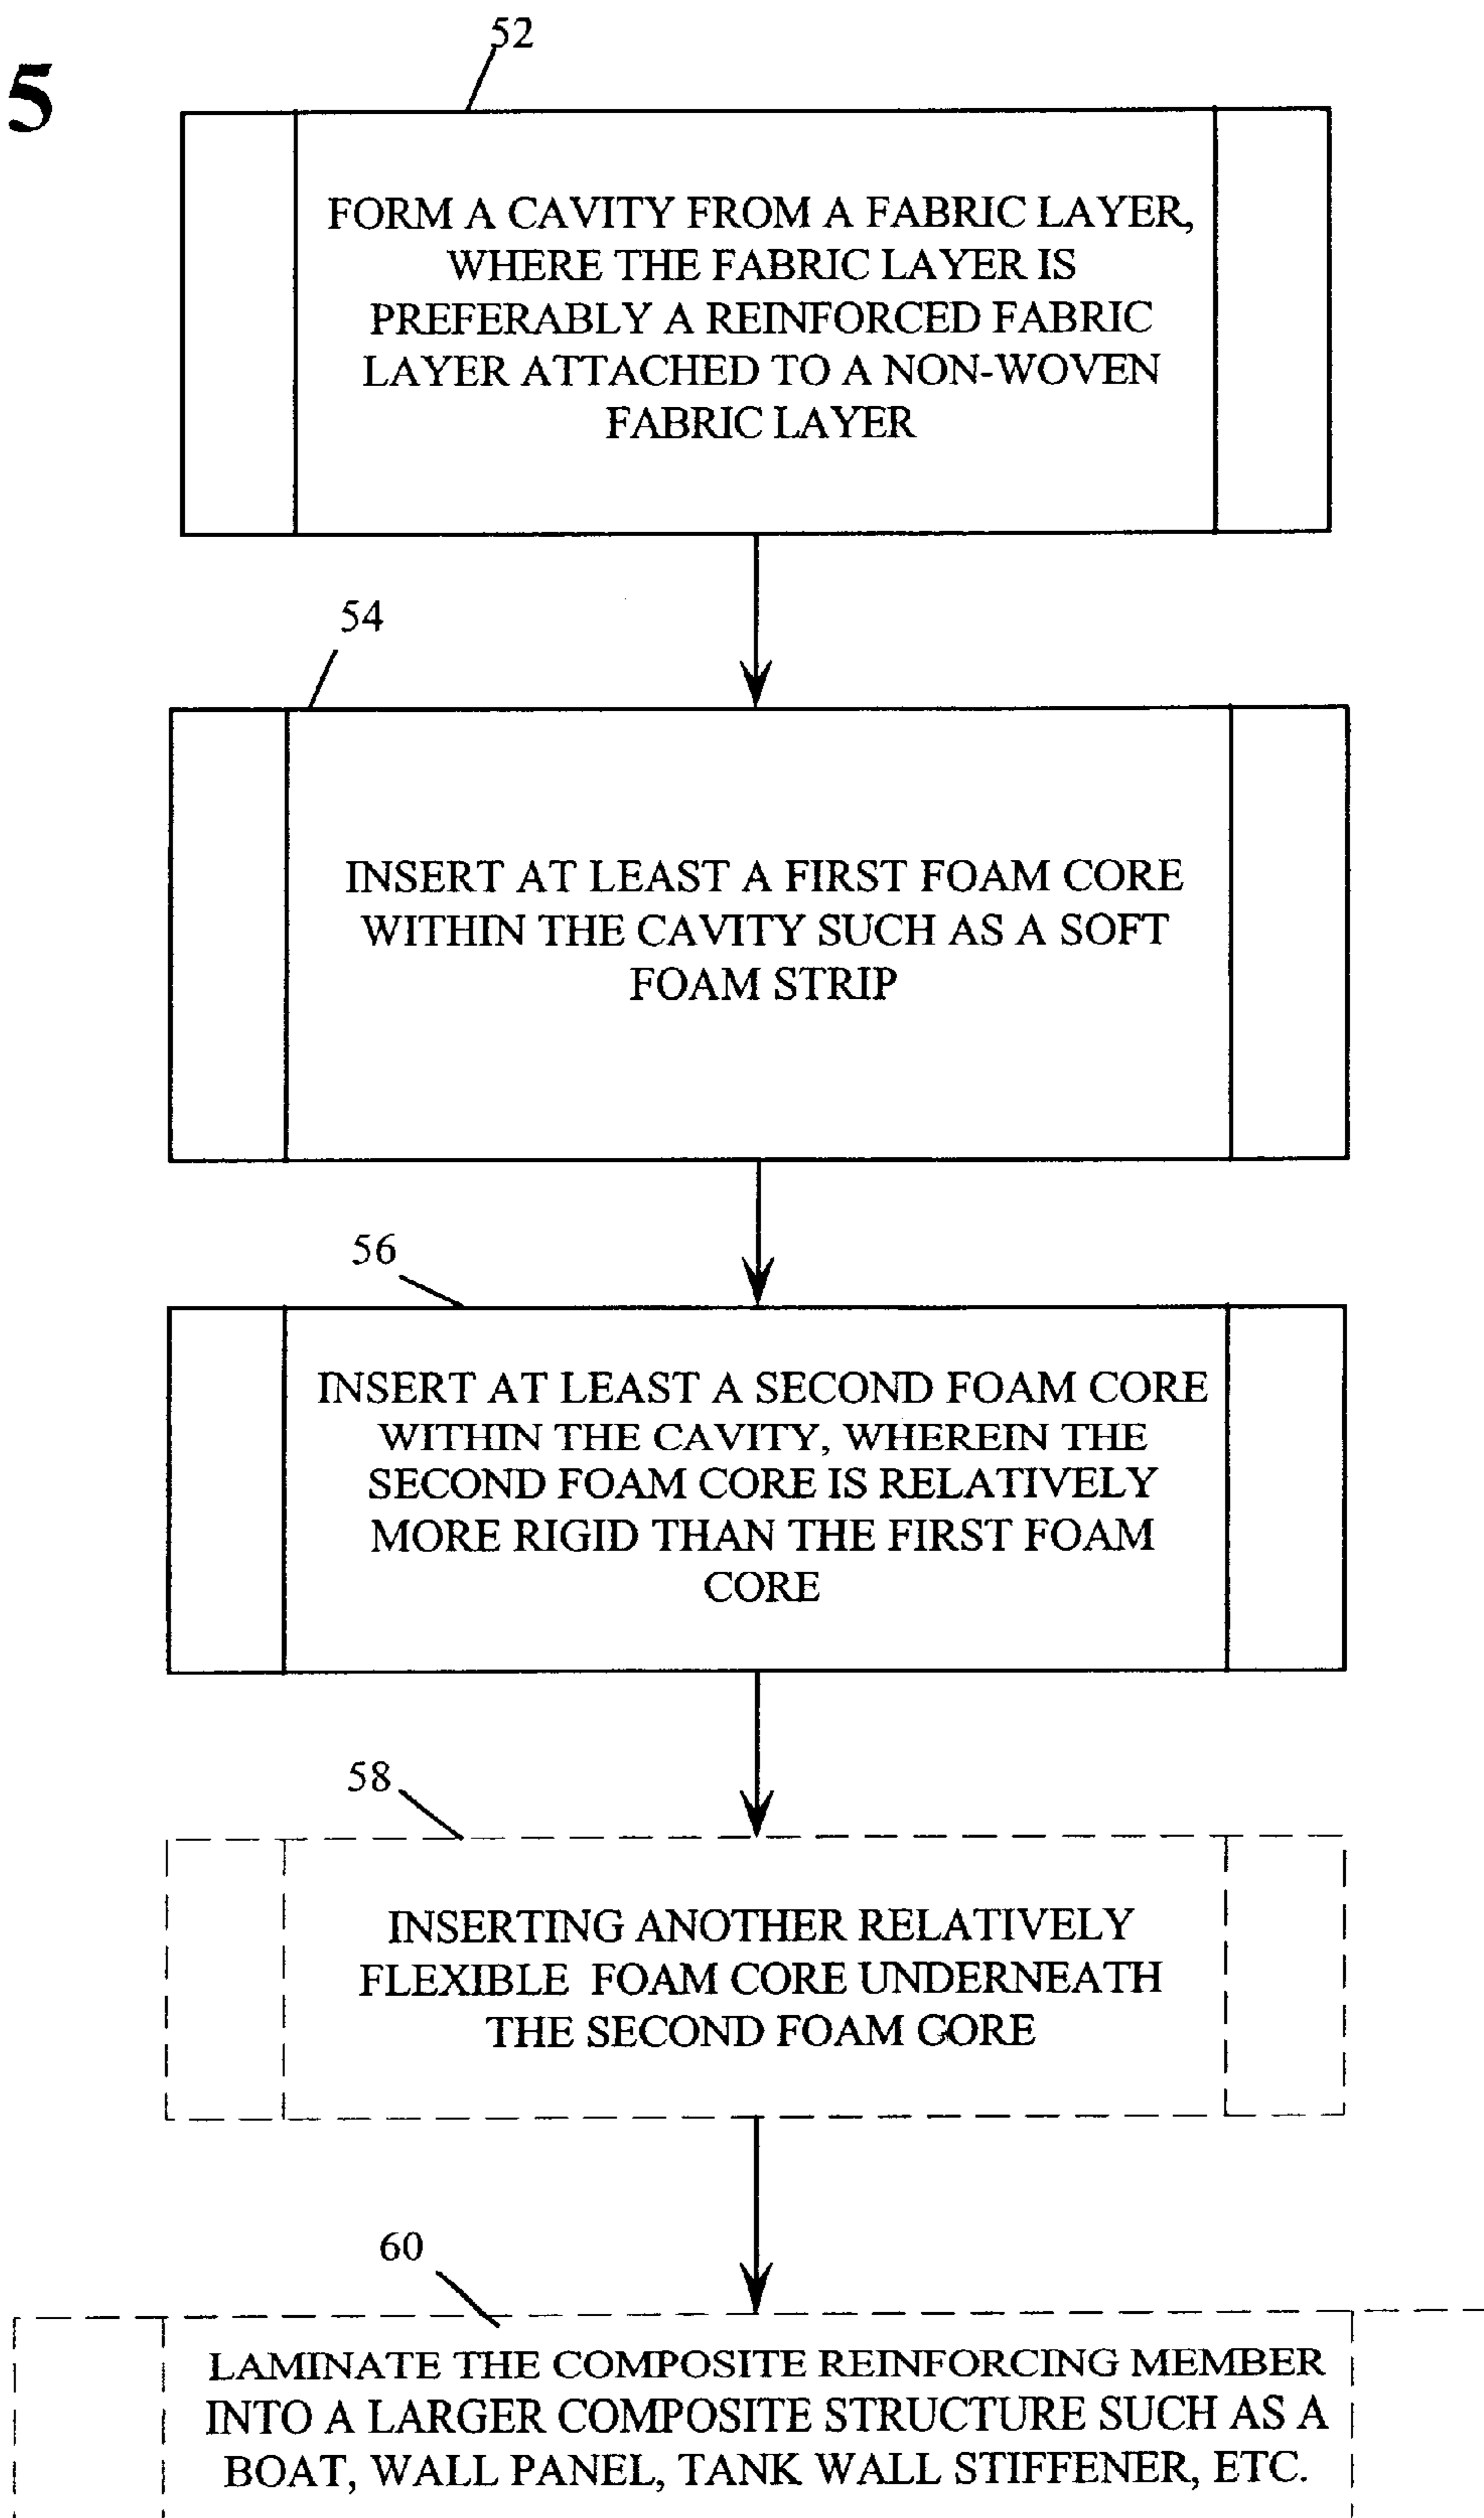 52
5
FORM A CAVITY FROM A FABRIC LAYER,
WHERE THE FABRIC LAYER IS
PREFERABLY A REINFORCED FABRIC
LAYER ATTACHED TO A NON-WOVEN
FABRIC LAYER
54
INSERT AT LEAST A FIRST FOAM CORE
WITHIN THE CAVITY SUCH AS A SOFT
FOAM STRIP
56
INSERT AT LEAST A SECOND FOAM CORE
WITHIN THE CAVITY, WHEREIN THE
SECOND FOAM CORE IS RELATIVELY
MORE RIGID THAN THE FIRST FOAM
CORE
58
INSERTING ANOTHER RELATIVELY
FLEXIBLE FOAM CORE UNDERNEATH
THE SECOND FOAM CORE
60
LAMINATE THE COMPOSITE REINFORCING MEMBER
INTO A LARGER COMPOSITE STRUCTURE SUCH AS A
BOAT, WALL PANEL, TANK WALL STIFFENER, ETC.